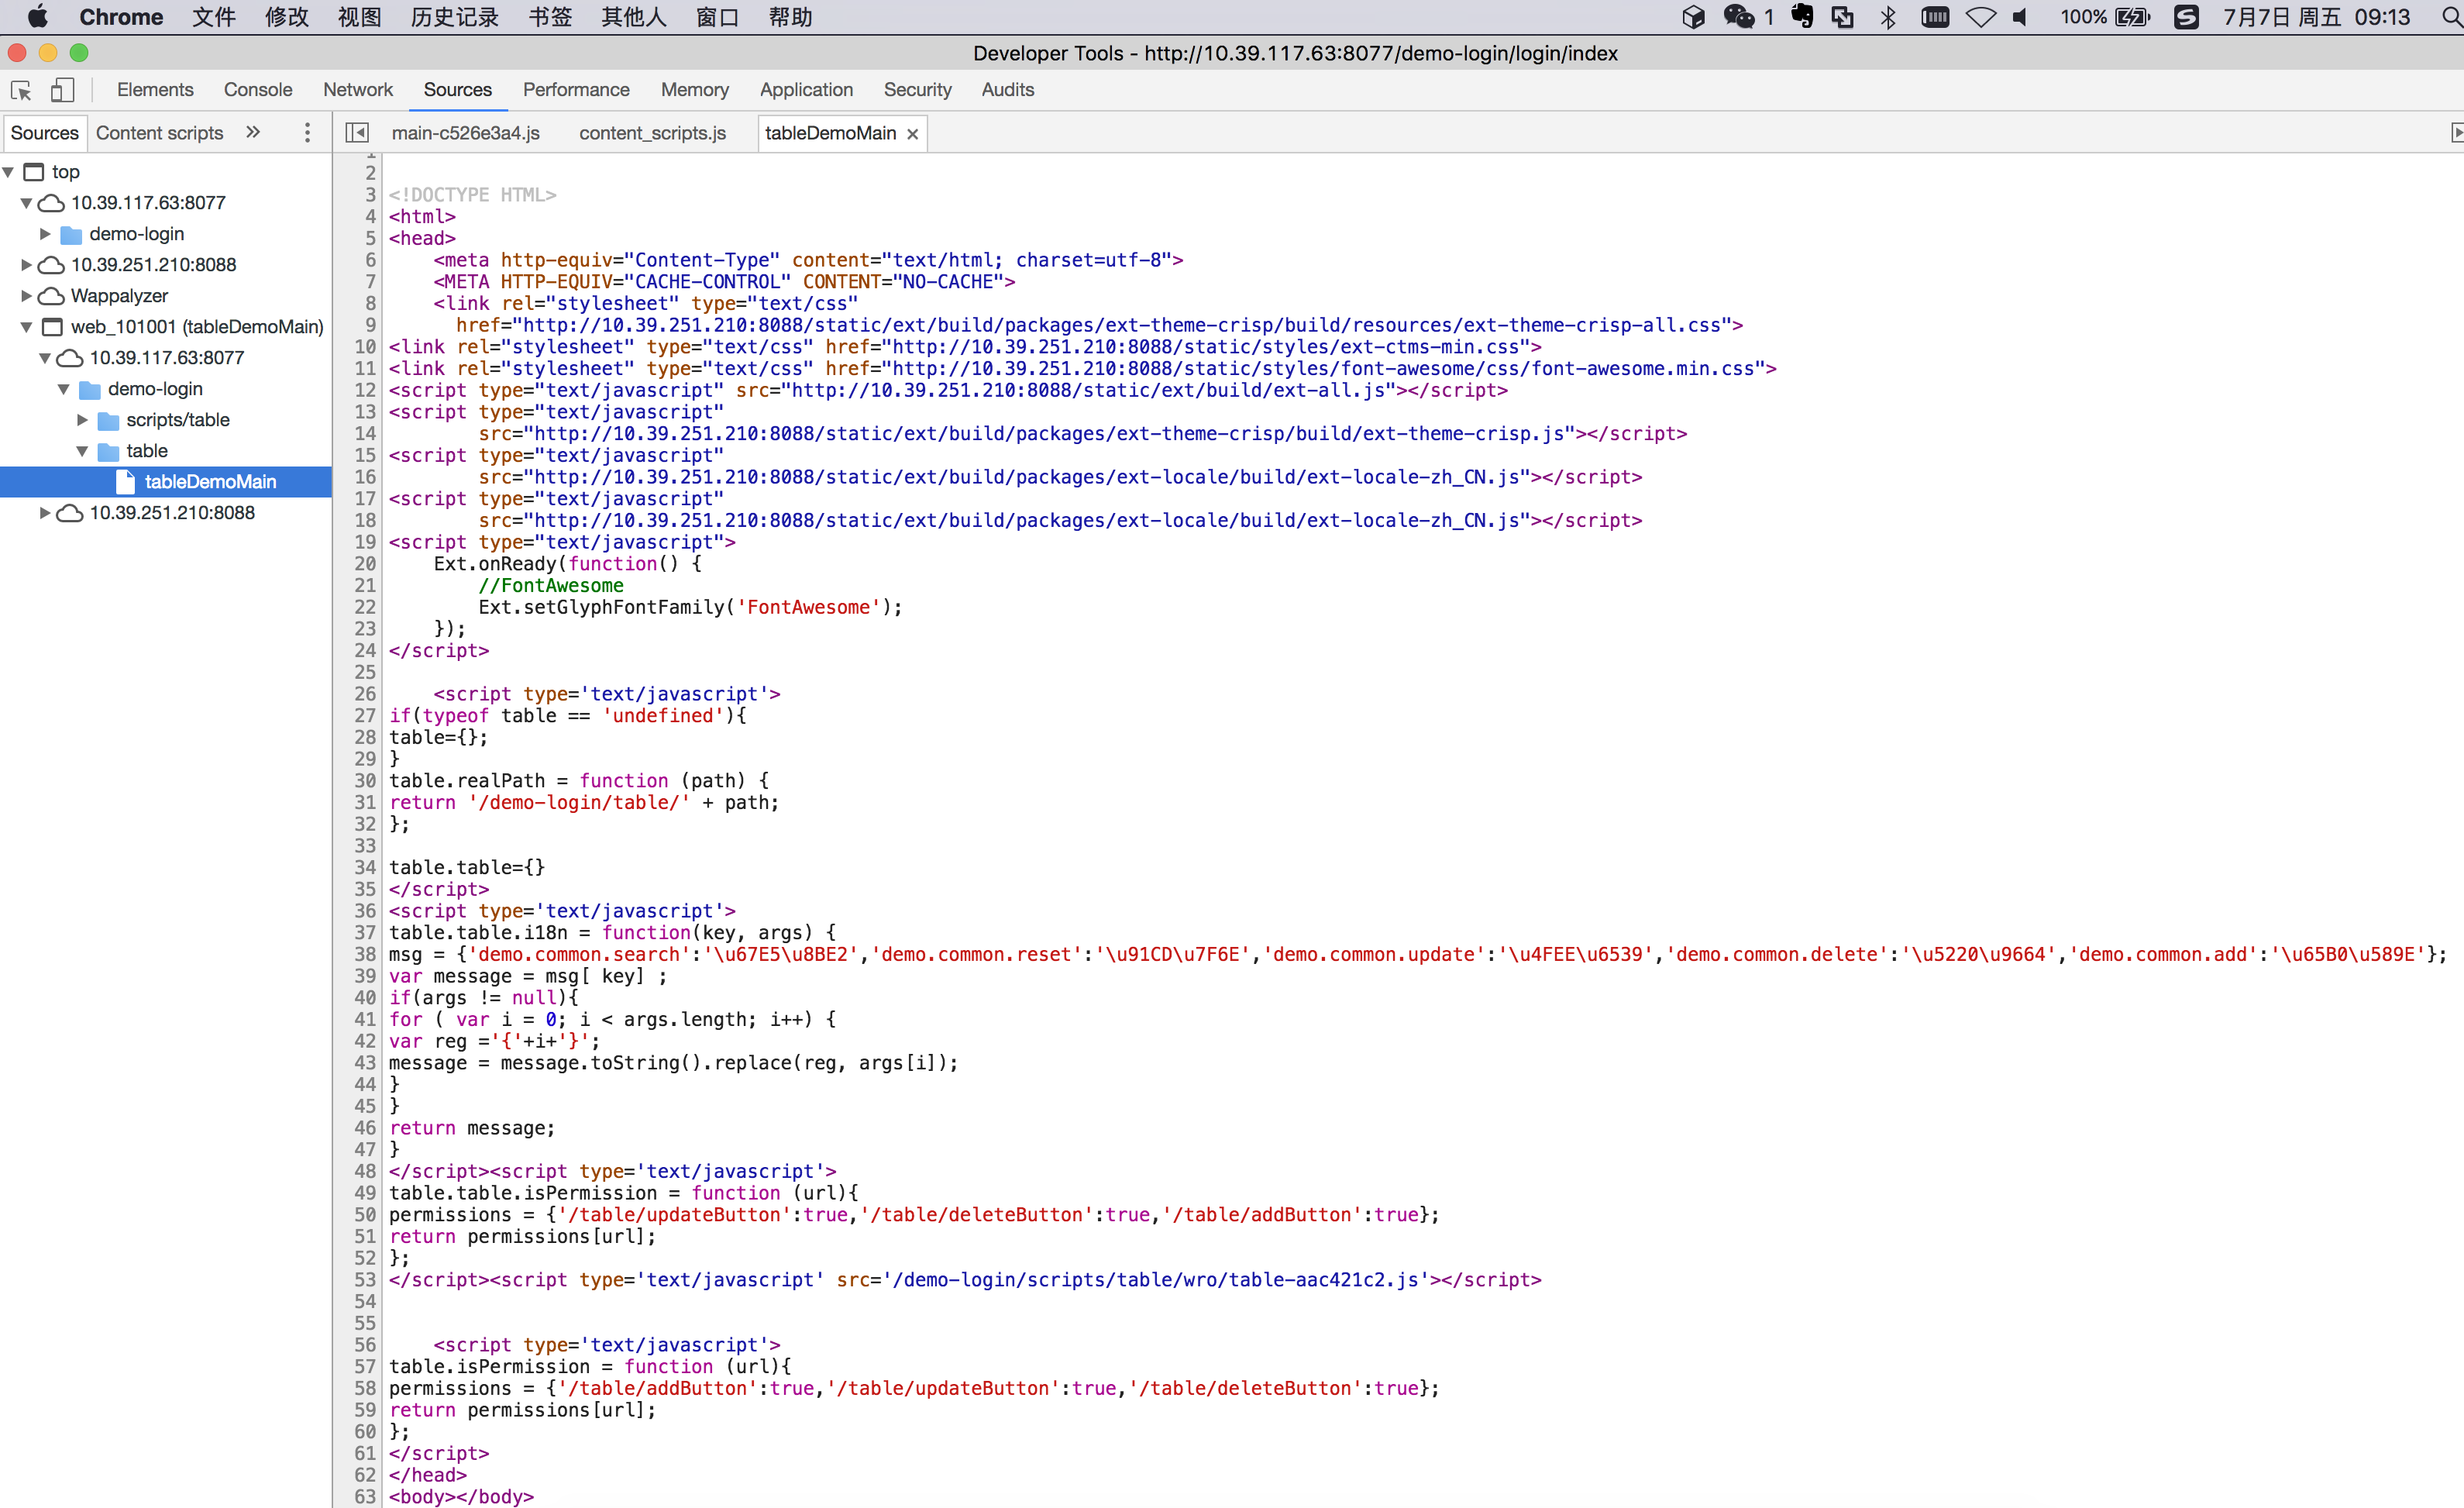 Chrome 文件 修改 视图 历史记录 书签 其他人 窗口 帮助 1 100% 7月7日 周五 09:13
Developer Tools - http://10.39.117.63:8077/demo-login/login/index
Elements Console Network Sources Performance Memory Application Security Audits
Sources Content scripts »
main-c526e3a4.js content_scripts.js tableDemoMain ×
top
10.39.117.63:8077
demo-login
10.39.251.210:8088
Wappalyzer
web_101001 (tableDemoMain)
10.39.117.63:8077
demo-login
scripts/table
table
tableDemoMain
10.39.251.210:8088
1
2
3 <!DOCTYPE HTML>
4 <html>
5 <head>
6 <meta http-equiv="Content-Type" content="text/html; charset=utf-8">
7 <META HTTP-EQUIV="CACHE-CONTROL" CONTENT="NO-CACHE">
8 <link rel="stylesheet" type="text/css"
9 href="http://10.39.251.210:8088/static/ext/build/packages/ext-theme-crisp/build/resources/ext-theme-crisp-all.css">
10 <link rel="stylesheet" type="text/css" href="http://10.39.251.210:8088/static/styles/ext-ctms-min.css">
11 <link rel="stylesheet" type="text/css" href="http://10.39.251.210:8088/static/styles/font-awesome/css/font-awesome.min.css">
12 <script type="text/javascript" src="http://10.39.251.210:8088/static/ext/build/ext-all.js"></script>
13 <script type="text/javascript"
14 src="http://10.39.251.210:8088/static/ext/build/packages/ext-theme-crisp/build/ext-theme-crisp.js"></script>
15 <script type="text/javascript"
16 src="http://10.39.251.210:8088/static/ext/build/packages/ext-locale/build/ext-locale-zh_CN.js"></script>
17 <script type="text/javascript"
18 src="http://10.39.251.210:8088/static/ext/build/packages/ext-locale/build/ext-locale-zh_CN.js"></script>
19 <script type="text/javascript">
20 Ext.onReady(function() {
21 //FontAwesome
22 Ext.setGlyphFontFamily('FontAwesome');
23 });
24 </script>
25
26 <script type='text/javascript'>
27 if(typeof table == 'undefined'){
28 table={};
29 }
30 table.realPath = function (path) {
31 return '/demo-login/table/' + path;
32 };
33
34 table.table={}
35 </script>
36 <script type='text/javascript'>
37 table.table.i18n = function(key, args) {
38 msg = {'demo.common.search':'\u67E5\u8BE2','demo.common.reset':'\u91CD\u7F6E','demo.common.update':'\u4FEE\u6539','demo.common.delete':'\u5220\u9664','demo.common.add':'\u65B0\u589E'};
39 var message = msg[ key] ;
40 if(args != null){
41 for ( var i = 0; i < args.length; i++) {
42 var reg ='{'+i+'}';
43 message = message.toString().replace(reg, args[i]);
44 }
45 }
46 return message;
47 }
48 </script><script type='text/javascript'>
49 table.table.isPermission = function (url){
50 permissions = {'/table/updateButton':true,'/table/deleteButton':true,'/table/addButton':true};
51 return permissions[url];
52 };
53 </script><script type='text/javascript' src='/demo-login/scripts/table/wro/table-aac421c2.js'></script>
54
55
56 <script type='text/javascript'>
57 table.isPermission = function (url){
58 permissions = {'/table/addButton':true,'/table/updateButton':true,'/table/deleteButton':true};
59 return permissions[url];
60 };
61 </script>
62 </head>
63 <body></body>